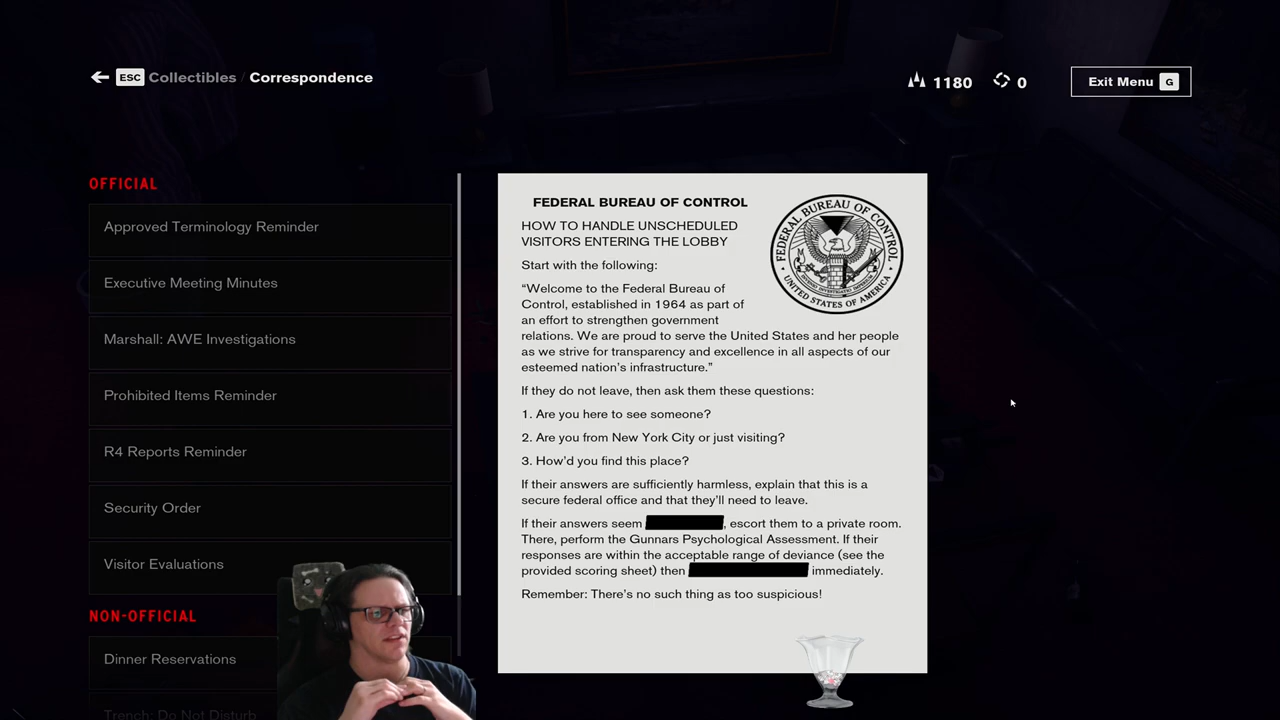 ESC Collectibles / Correspondence
1180
0
Exit Menu G
OFFICIAL
Approved Terminology Reminder
Executive Meeting Minutes
Marshall: AWE Investigations
Prohibited Items Reminder
R4 Reports Reminder
Security Order
Visitor Evaluations
NON-OFFICIAL
Dinner Reservations
Trench: Do Not Disturb
FEDERAL BUREAU OF CONTROL
HOW TO HANDLE UNSCHEDULED
VISITORS ENTERING THE LOBBY
Start with the following:
“Welcome to the Federal Bureau of
Control, established in 1964 as part of
an effort to strengthen government
relations. We are proud to serve the United States and her people
as we strive for transparency and excellence in all aspects of our
esteemed nation’s infrastructure.”
If they do not leave, then ask them these questions:
1. Are you here to see someone?
2. Are you from New York City or just visiting?
3. How’d you find this place?
If their answers are sufficiently harmless, explain that this is a
secure federal office and that they’ll need to leave.
If their answers seem , escort them to a private room.
There, perform the Gunnars Psychological Assessment. If their
responses are within the acceptable range of deviance (see the
provided scoring sheet) then immediately.
Remember: There’s no such thing as too suspicious!
FEDERAL BUREAU OF CONTROL
UNITED STATES OF AMERICA